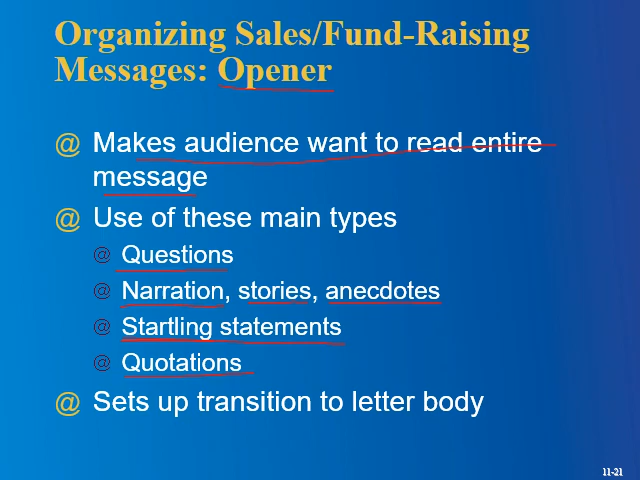 Organizing Sales/Fund-Raising
Messages: Opener
@ Makes audience want to read entire
message
@ Use of these main types
@ Questions
@ Narration, stories, anecdotes
@ Startling statements
@ Quotations
@ Sets up transition to letter body
11-21